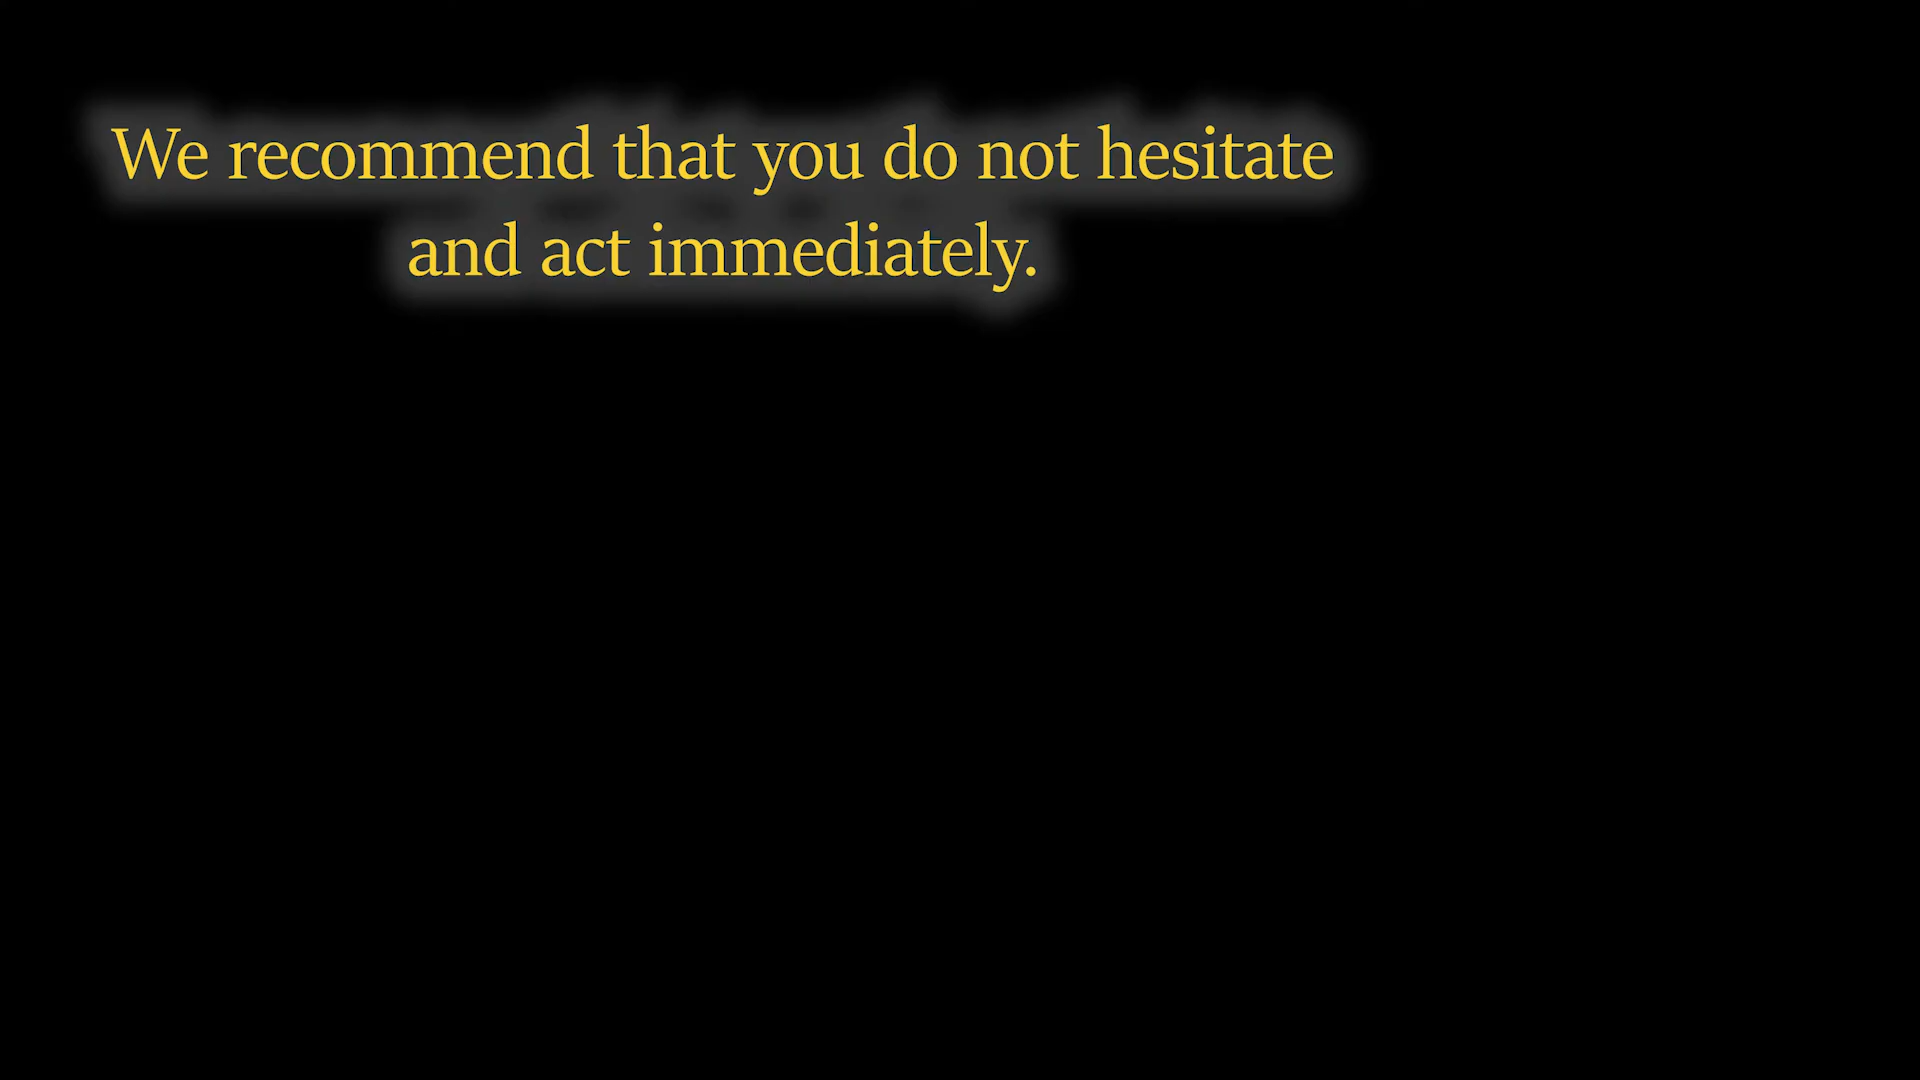 We recommend that you do not hesitate
and act immediately.